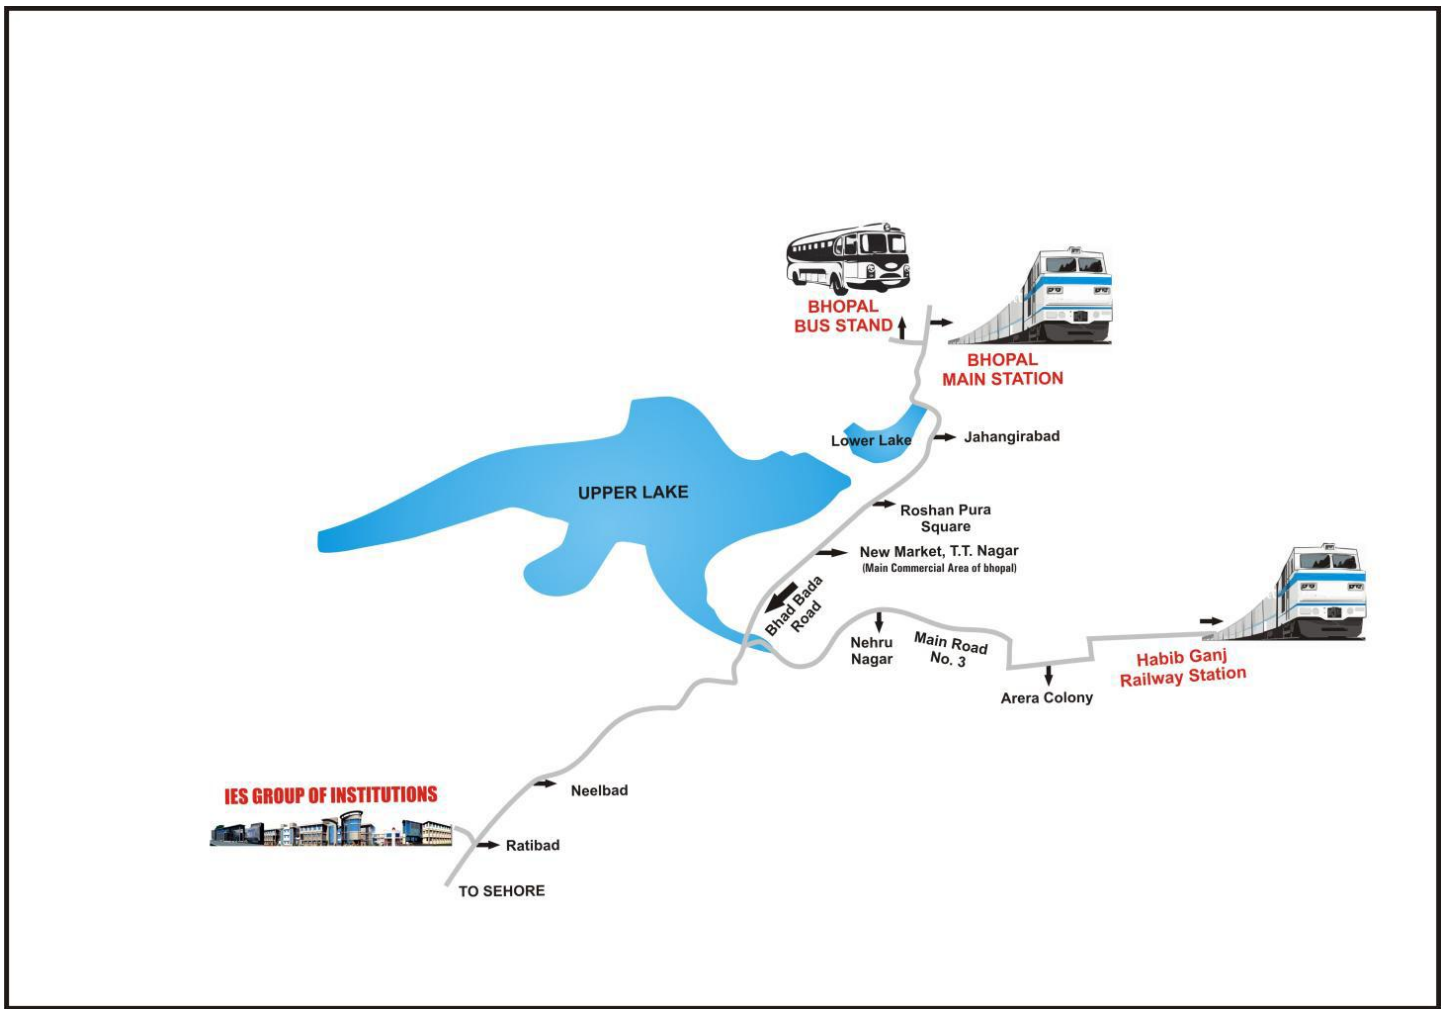 BHOPAL
BUS STAND
BHOPAL
MAIN STATION
Lower Lake
Jahangirabad
UPPER LAKE
Roshan Pura
Square
New Market, T.T. Nagar
(Main Commercial Area of bhopal)
Bhad Bada
Road
Nehru
Nagar
Main Road
No. 3
Habib Ganj
Railway Station
Arera Colony
Neelbad
IES GROUP OF INSTITUTIONS
Ratibad
TO SEHORE